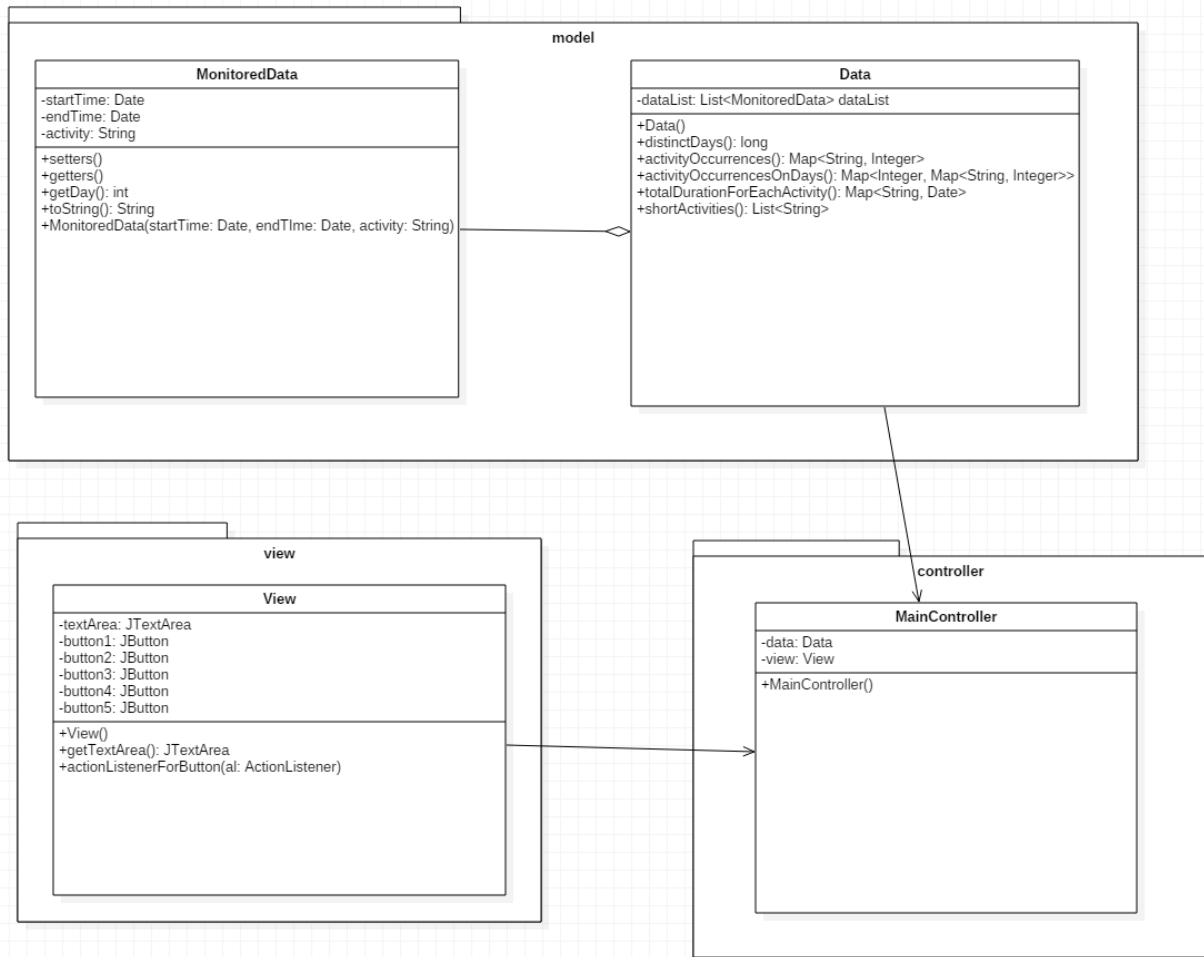 model
MonitoredData
-startTime: Date
-endTime: Date
-activity: String
+setters()
+getters()
+getDay(): int
+toString(): String
+MonitoredData(startTime: Date, endTIme: Date, activity: String)
Data
-dataList: List<MonitoredData> dataList
+Data()
+distinctDays(): long
+activityOccurrences(): Map<String, Integer>
+activityOccurrencesOnDays(): Map<Integer, Map<String, Integer>>
+totalDurationForEachActivity(): Map<String, Date>
+shortActivities(): List<String>
view
View
-textArea: JTextArea
-button1: JButton
-button2: JButton
-button3: JButton
-button4: JButton
-button5: JButton
+View()
+getTextArea(): JTextArea
+actionListenerForButton(al: ActionListener)
controller
MainController
-data: Data
-view: View
+MainController()